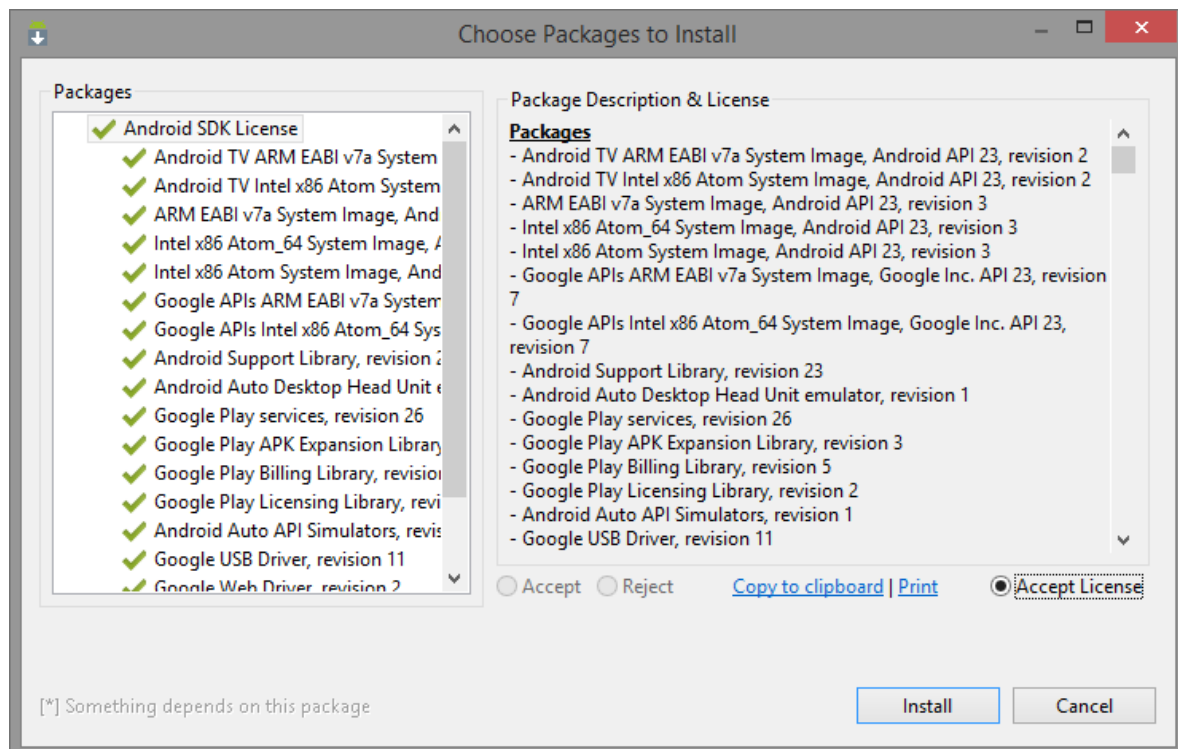 Choose Packages to Install
Packages
Android SDK License
Android TV ARM EABI v7a System
Android TV Intel x86 Atom System
ARM EABI v7a System Image, And
Intel x86 Atom_64 System Image, A
Intel x86 Atom System Image, And
Google APIs ARM EABI v7a System
Google APIs Intel x86 Atom_64 Sys
Android Support Library, revision 2
Android Auto Desktop Head Unit e
Google Play services, revision 26
Google Play APK Expansion Library
Google Play Billing Library, revision
Google Play Licensing Library, revi
Android Auto API Simulators, revis
Google USB Driver, revision 11
Google Web Driver, revision 2
Package Description & License
Packages
- Android TV ARM EABI v7a System Image, Android API 23, revision 2
- Android TV Intel x86 Atom System Image, Android API 23, revision 2
- ARM EABI v7a System Image, Android API 23, revision 3
- Intel x86 Atom_64 System Image, Android API 23, revision 3
- Intel x86 Atom System Image, Android API 23, revision 3
- Google APIs ARM EABI v7a System Image, Google Inc. API 23, revision
7
- Google APIs Intel x86 Atom_64 System Image, Google Inc. API 23,
revision 7
- Android Support Library, revision 23
- Android Auto Desktop Head Unit emulator, revision 1
- Google Play services, revision 26
- Google Play APK Expansion Library, revision 3
- Google Play Billing Library, revision 5
- Google Play Licensing Library, revision 2
- Android Auto API Simulators, revision 1
- Google USB Driver, revision 11
Accept Reject Copy to clipboard | Print Accept License
[*] Something depends on this package
Install Cancel